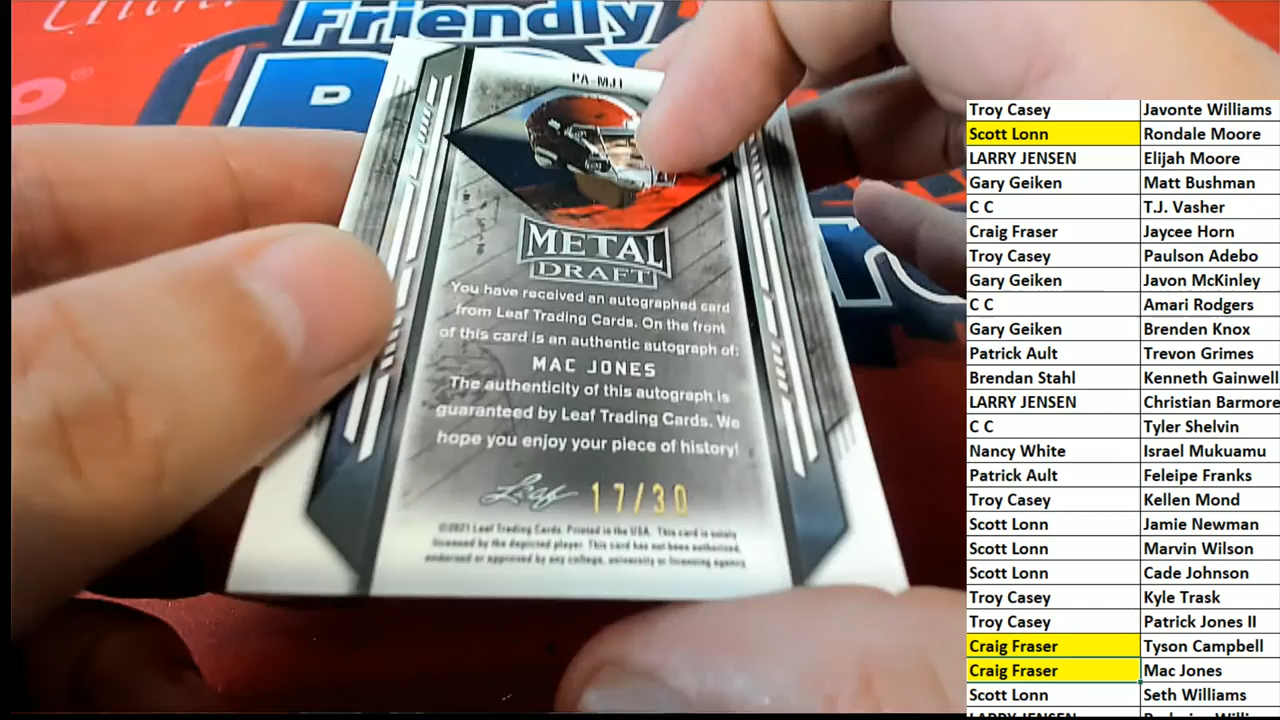 Friendly
D
PA-MJ1
METAL
DRAFT
You have received an autographed card
from Leaf Trading Cards. On the front
of this card is an authentic autograph of:
MAC JONES
The authenticity of this autograph is
guaranteed by Leaf Trading Cards. We
hope you enjoy your piece of history!
Leaf 17/30
©2021 Leaf Trading Cards. Printed in the USA. This card is solely
licensed by the depicted player. This card has not been authorized,
endorsed or approved by any college, university or licensing agency.
Troy Casey Javonte Williams
Scott Lonn Rondale Moore
LARRY JENSEN Elijah Moore
Gary Geiken Matt Bushman
C C T.J. Vasher
Craig Fraser Jaycee Horn
Troy Casey Paulson Adebo
Gary Geiken Javon McKinley
C C Amari Rodgers
Gary Geiken Brenden Knox
Patrick Ault Trevon Grimes
Brendan Stahl Kenneth Gainwell
LARRY JENSEN Christian Barmore
C C Tyler Shelvin
Nancy White Israel Mukuamu
Patrick Ault Feleipe Franks
Troy Casey Kellen Mond
Scott Lonn Jamie Newman
Scott Lonn Marvin Wilson
Scott Lonn Cade Johnson
Troy Casey Kyle Trask
Troy Casey Patrick Jones II
Craig Fraser Tyson Campbell
Craig Fraser Mac Jones
Scott Lonn Seth Williams
LARRY JENSEN